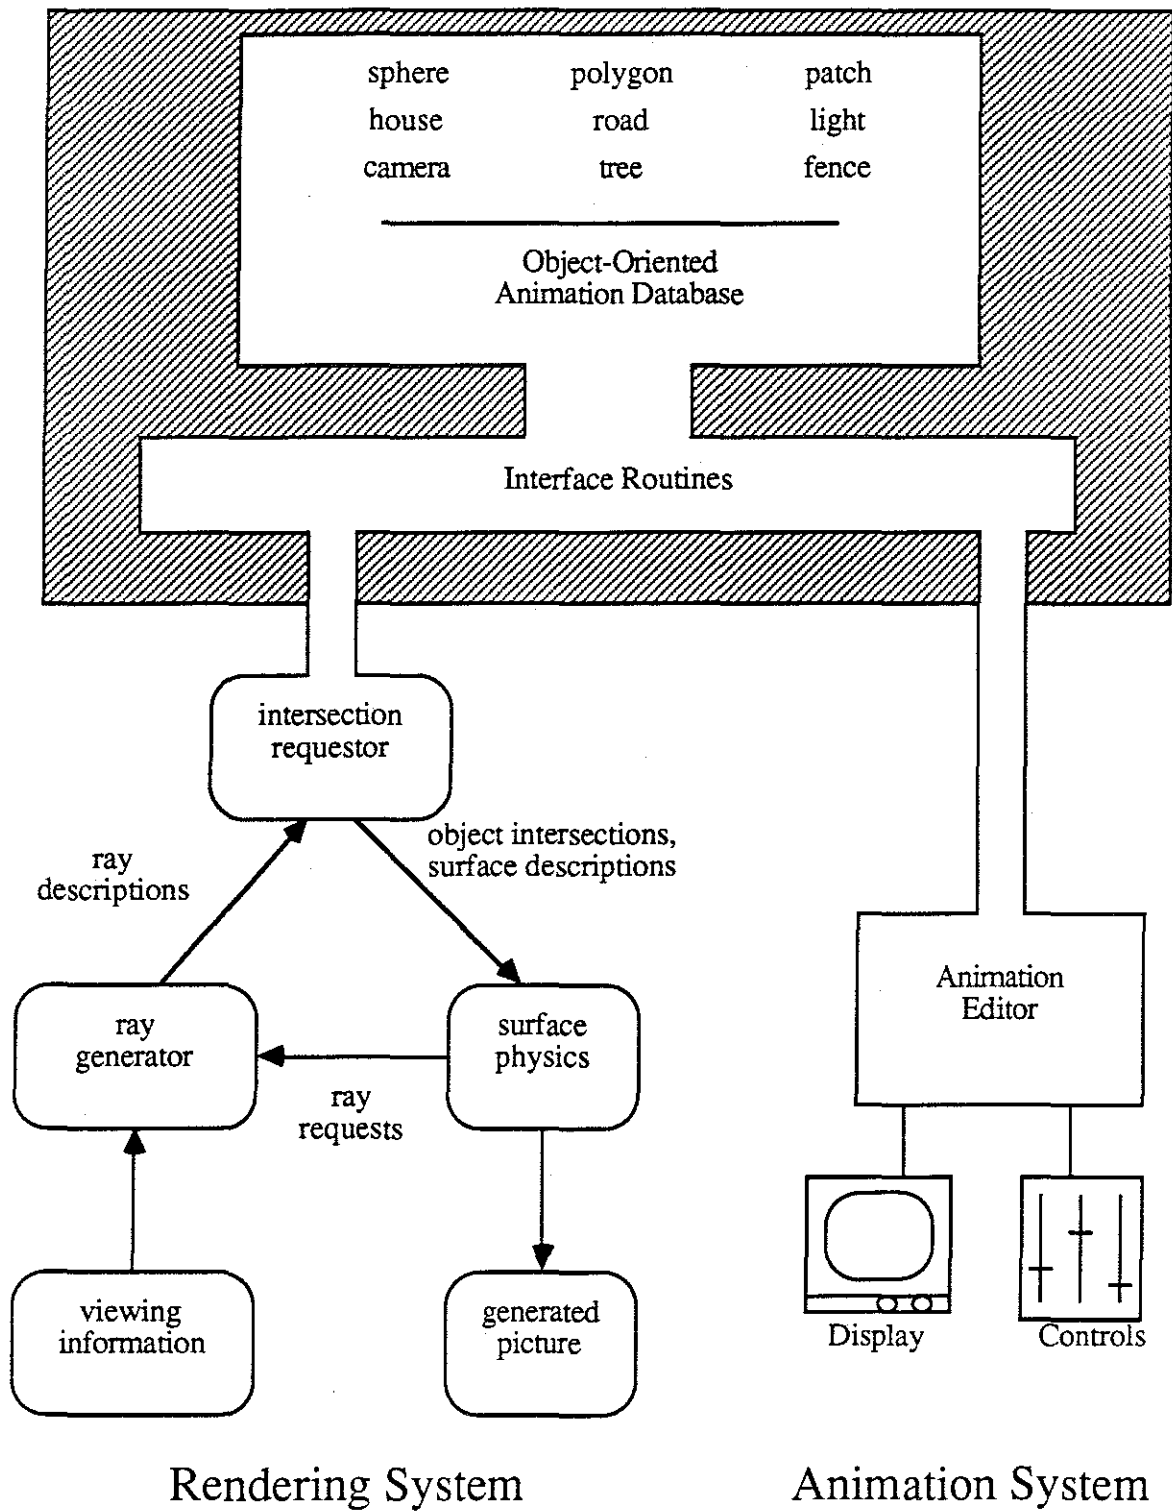 sphere polygon patch
house road light
camera tree fence
Object-Oriented
Animation Database
Interface Routines
intersection
requestor
object intersections,
surface descriptions
ray
descriptions
ray
generator
surface
physics
ray
requests
Animation
Editor
viewing
information
generated
picture
Display
Controls
Rendering System
Animation System